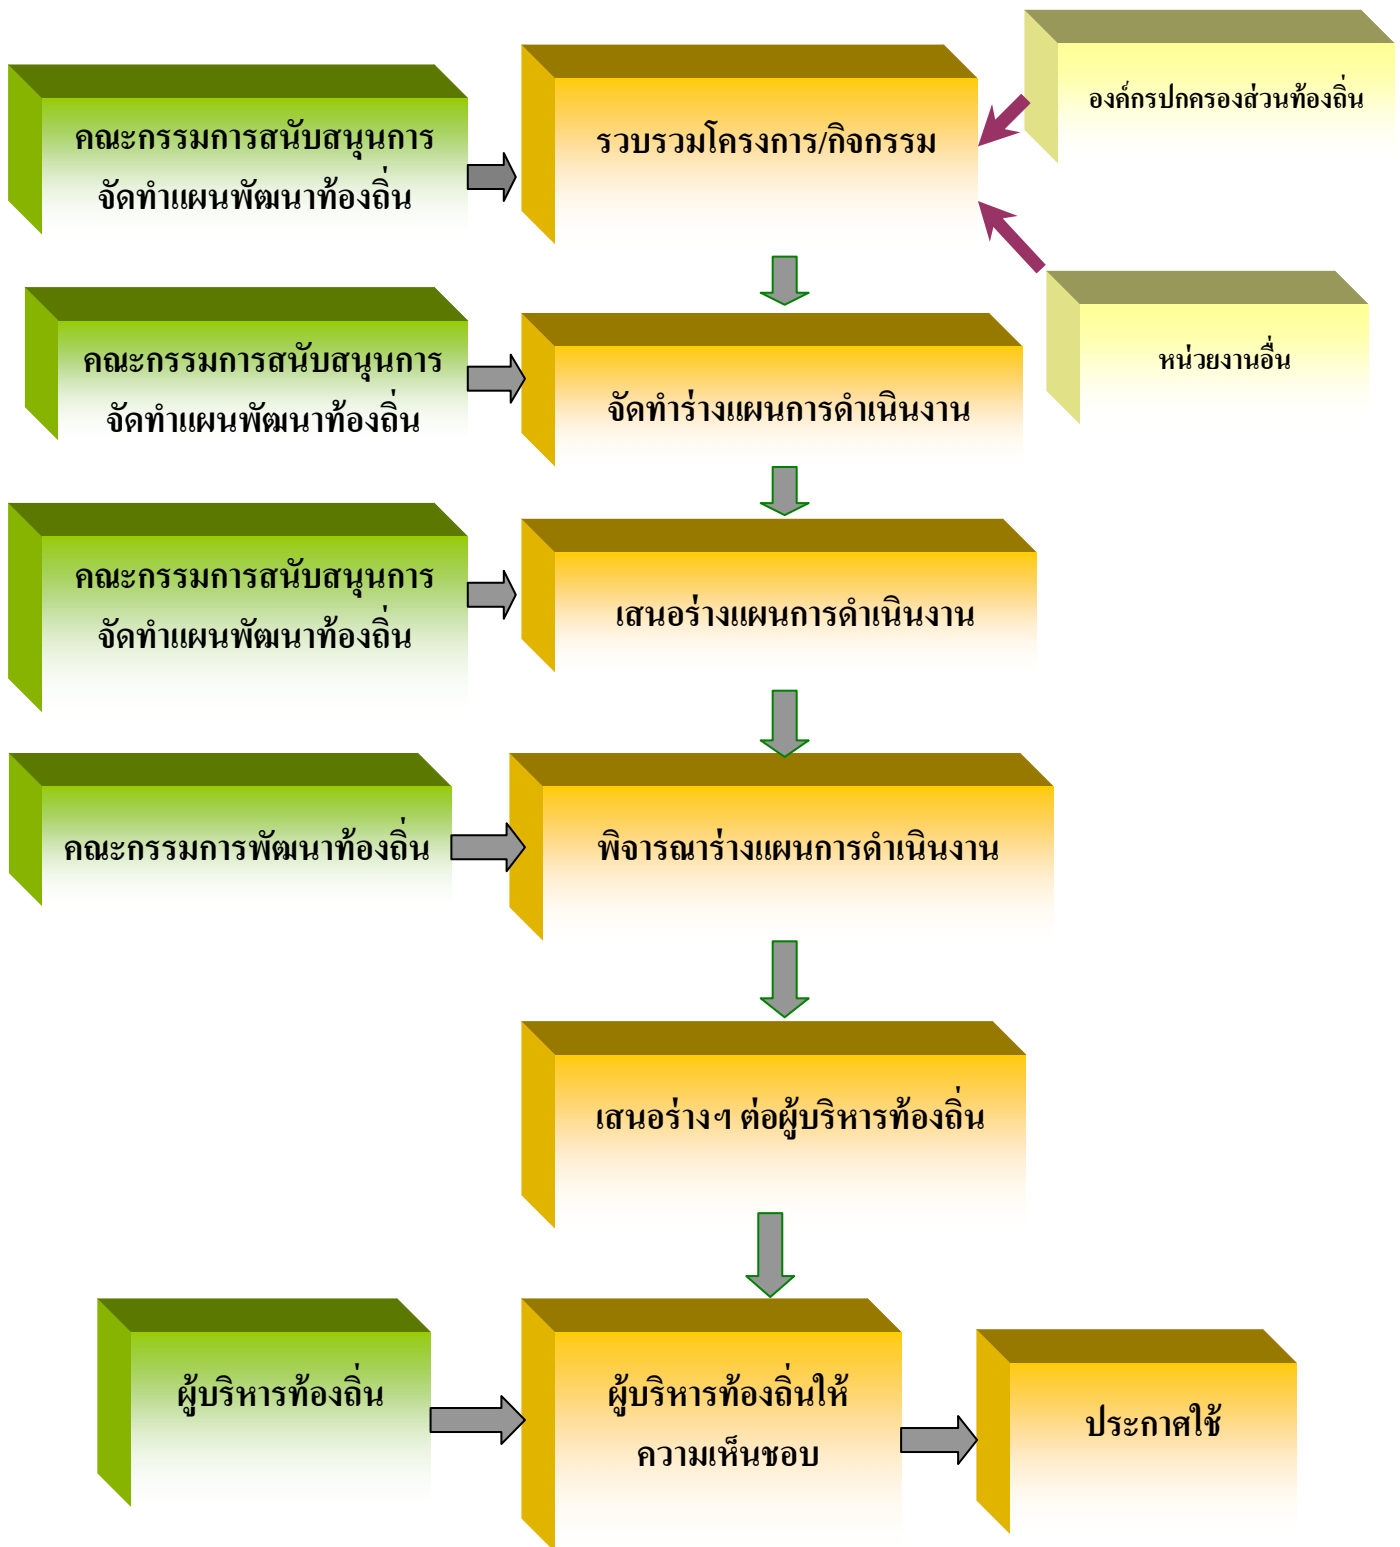 องค์กรปกครองส่วนท้องถิ่น
คณะกรรมการสนับสนุนการ
จัดทำแผนพัฒนาท้องถิ่น
รวบรวมโครงการ/กิจกรรม
หน่วยงานอื่น
คณะกรรมการสนับสนุนการ
จัดทำแผนพัฒนาท้องถิ่น
จัดทำร่างแผนการดำเนินงาน
คณะกรรมการสนับสนุนการ
จัดทำแผนพัฒนาท้องถิ่น
เสนอร่างแผนการดำเนินงาน
คณะกรรมการพัฒนาท้องถิ่น
พิจารณาร่างแผนการดำเนินงาน
เสนอร่างฯ ต่อผู้บริหารท้องถิ่น
ผู้บริหารท้องถิ่น
ผู้บริหารท้องถิ่นให้
ความเห็นชอบ
ประกาศใช้